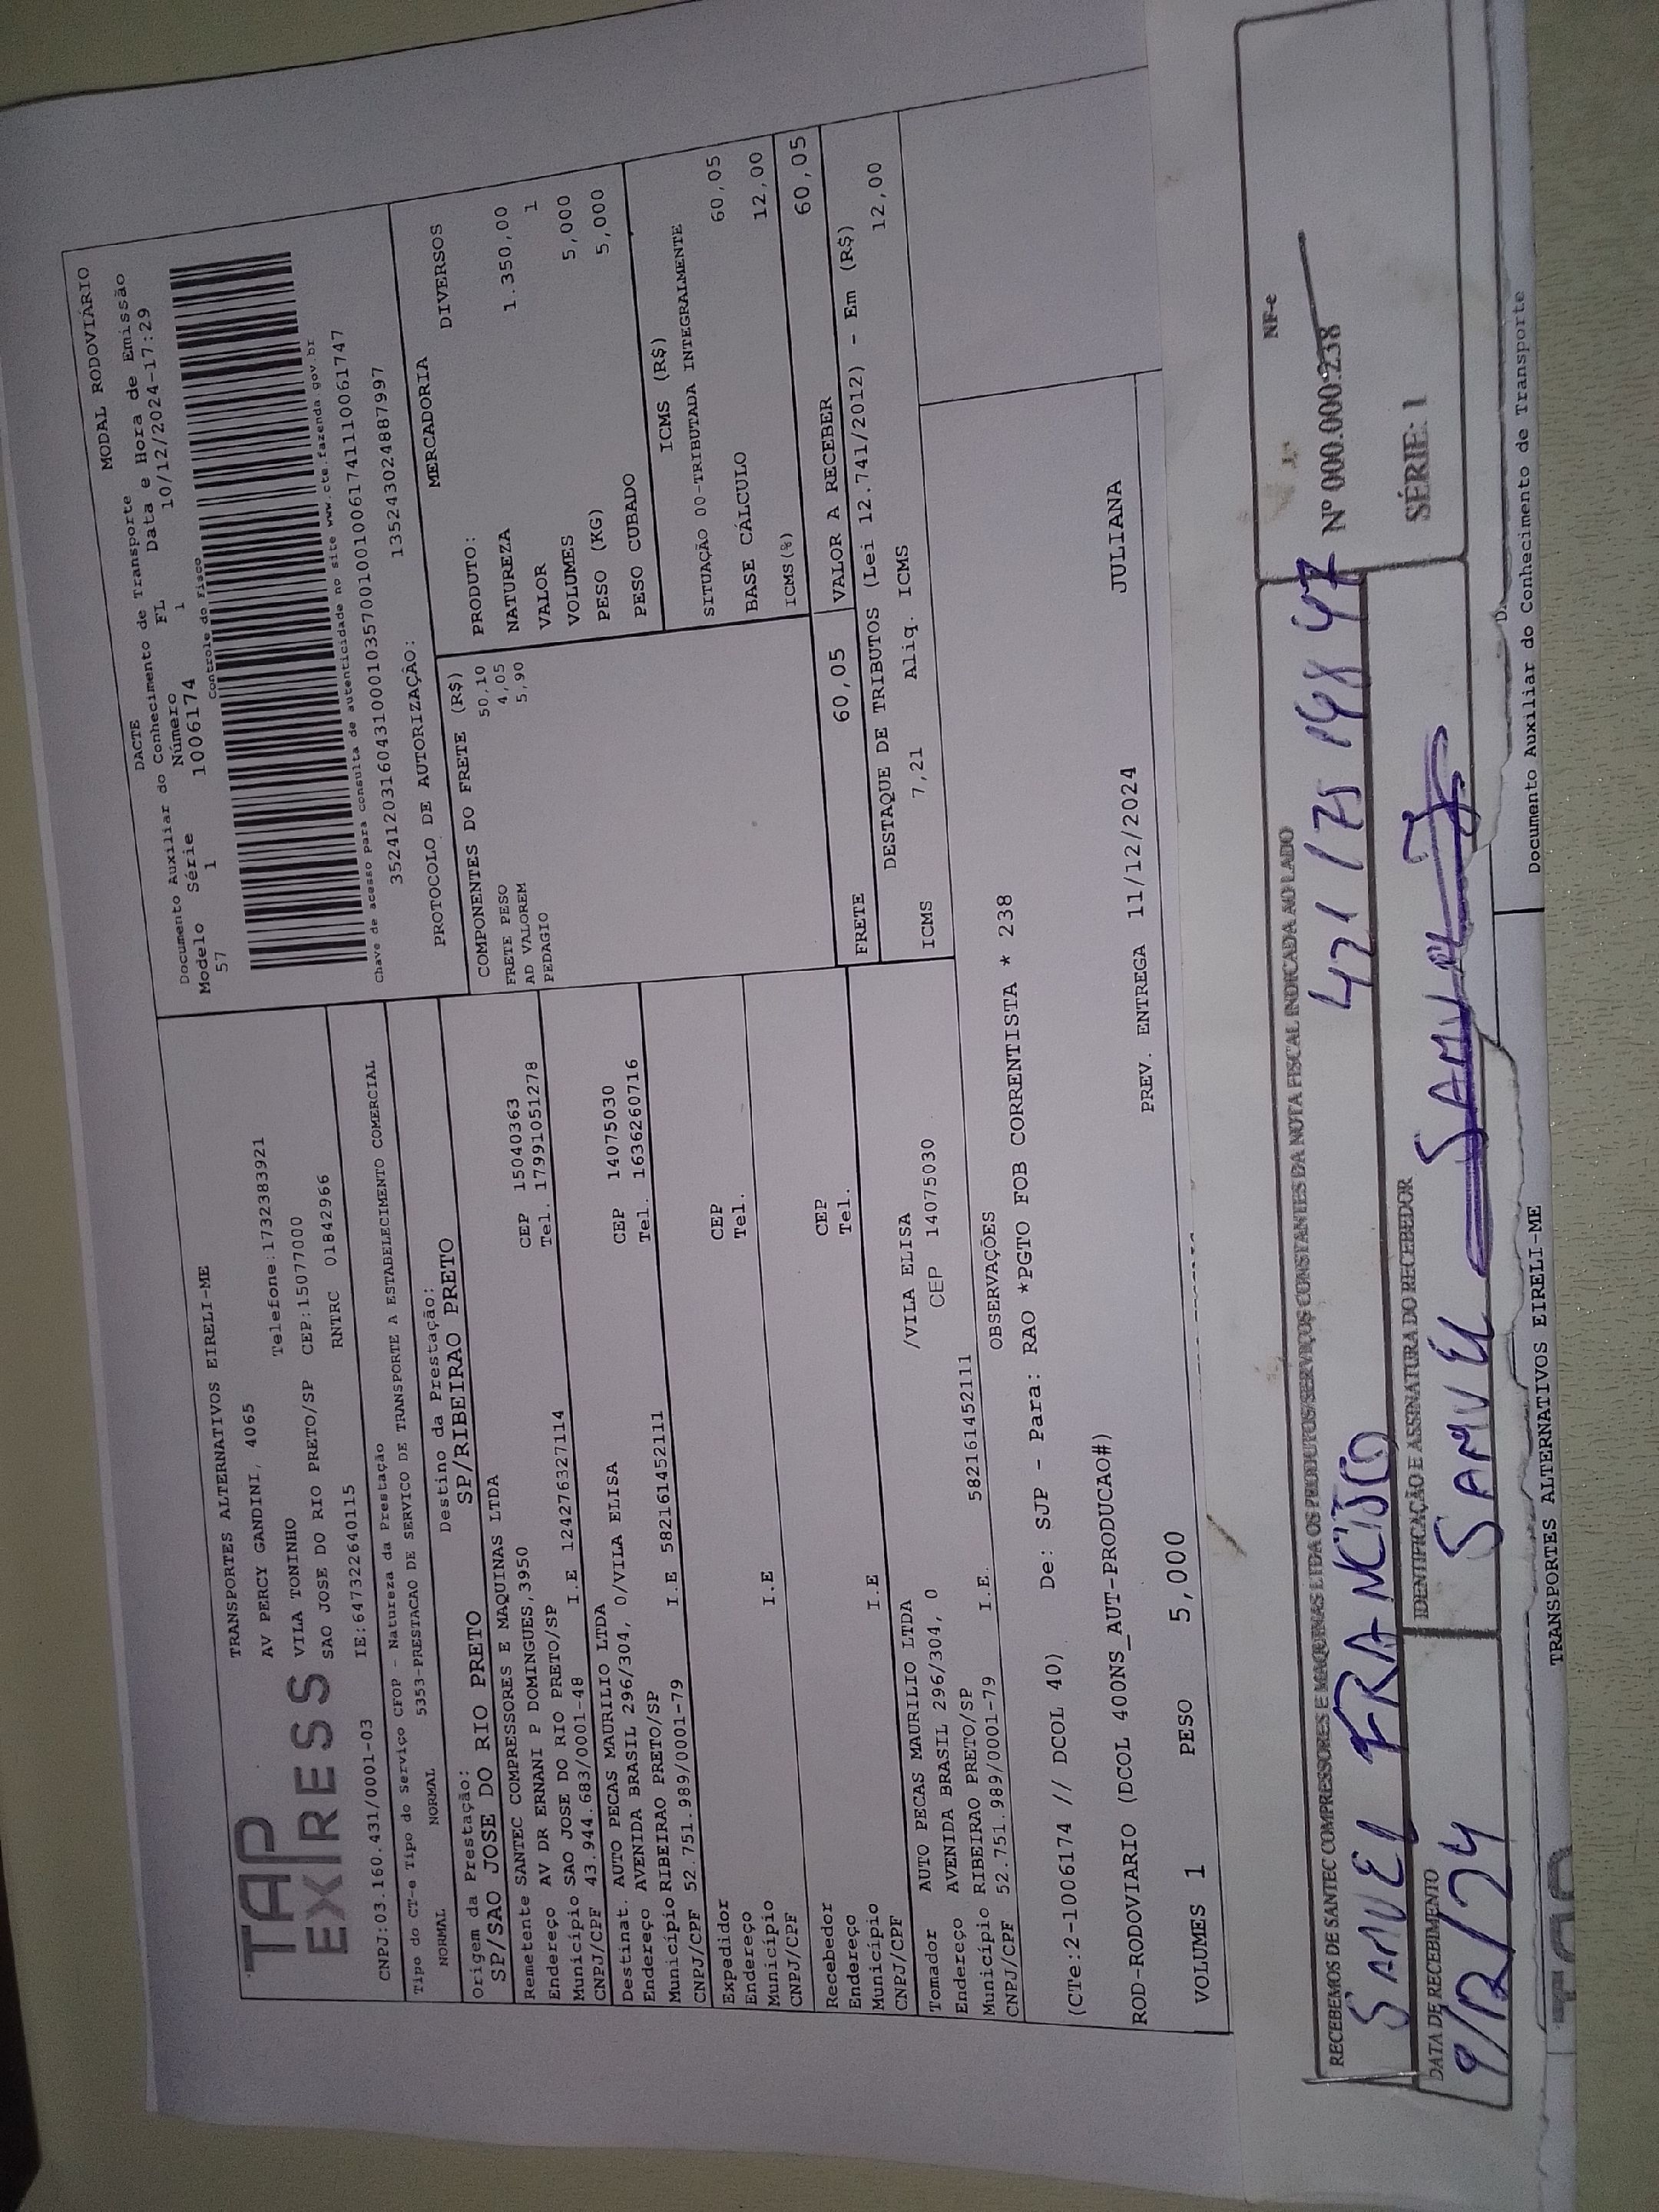 TAP
EXPRESS
TRANSPORTES ALTERNATIVOS EIRELI-ME
AV PERCY GANDINI, 4065
Telefone:1732383921
VILA TONINHO
CEP:15077000
SAO JOSE DO RIO PRETO/SP
RNTRC 01842966
CNPJ:03.160.431/0001-03
IE:647322640115
DACTE
MODAL RODOVIÁRIO
Documento Auxiliar do Conhecimento de Transporte
Modelo Série Número FL Data e Hora de Emissão
57 1 1006174 1 10/12/2024-17:29
Controle do Fisco
Chave de acesso para consulta de autenticidade no site www.cte.fazenda.gov.br
35241203160431000103570010010061741110061747
PROTOCOLO DE AUTORIZAÇÃO:
135243024887997
Tipo do CT-e Tipo do Serviço CFOP - Natureza da Prestação
NORMAL NORMAL 5353-PRESTACAO DE SERVICO DE TRANSPORTE A ESTABELECIMENTO COMERCIAL
Origem da Prestação: Destino da Prestação:
SP/SAO JOSE DO RIO PRETO SP/RIBEIRAO PRETO
Remetente SANTEC COMPRESSORES E MAQUINAS LTDA
Endereço AV DR ERNANI P DOMINGUES,3950 CEP 15040363
Município SAO JOSE DO RIO PRETO/SP Tel. 17991051278
CNPJ/CPF 43.944.683/0001-48 I.E 124276327114
Destinat. AUTO PECAS MAURILIO LTDA
Endereço AVENIDA BRASIL 296/304, 0/VILA ELISA CEP 14075030
Município RIBEIRAO PRETO/SP Tel. 1636260716
CNPJ/CPF 52.751.989/0001-79 I.E 582161452111
Expedidor
Endereço CEP
Município Tel.
CNPJ/CPF I.E
Recebedor
Endereço CEP
Município Tel.
CNPJ/CPF I.E
COMPONENTES DO FRETE (R$)
FRETE PESO 50,10
AD VALOREM 4,05
PEDAGIO 5,90
MERCADORIA
PRODUTO: DIVERSOS
NATUREZA
VALOR 1.350,00
VOLUMES 1
PESO (KG) 5,000
PESO CUBADO 5,000
ICMS (R$)
SITUAÇÃO 00-TRIBUTADA INTEGRALMENTE
BASE CÁLCULO 60,05
ICMS(%) 12,00
FRETE 60,05 VALOR A RECEBER 60,05
DESTAQUE DE TRIBUTOS (Lei 12.741/2012) - Em (R$)
ICMS 7,21 Aliq. ICMS 12,00
Tomador AUTO PECAS MAURILIO LTDA
Endereço AVENIDA BRASIL 296/304, 0 /VILA ELISA
Município RIBEIRAO PRETO/SP CEP 14075030
CNPJ/CPF 52.751.989/0001-79 I.E. 582161452111
OBSERVAÇÕES
(CTe:2-1006174 // DCOL 40) De: SJP - Para: RAO *PGTO FOB CORRENTISTA * 238
ROD-RODOVIARIO (DCOL 400NS_AUT-PRODUCAO#)
JULIANA
VOLUMES 1 PESO 5,000 PREV. ENTREGA 11/12/2024
RECEBEMOS DE SANTEC COMPRESSORES E MAQUINAS LTDA OS PRODUTOS/SERVIÇOS CONSTANTES DA NOTA FISCAL INDICADA AO LADO
SAMUEL FRANCISCO
NF-e
Nº 000.000.238
SÉRIE: 1
DATA DE RECEBIMENTO
9/12/24
IDENTIFICAÇÃO E ASSINATURA DO RECEBEDOR
SAMUEL
TRANSPORTES ALTERNATIVOS EIRELI-ME
Documento Auxiliar do Conhecimento de Transporte